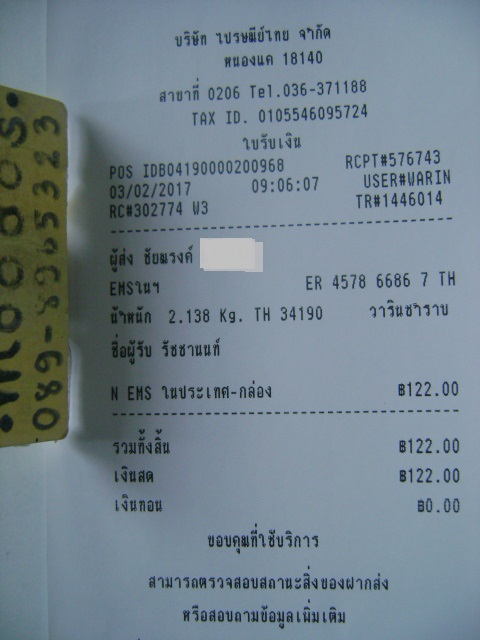 บริษัท ไปรษณีย์ไทย จำกัด
หนองแค 18140
สาขาที่ 0206 Tel.036-371188
TAX ID. 0105546095724
ใบรับเงิน
POS IDB04190000200968 RCPT#576743
03/02/2017 09:06:07 USER#WARIN
RC#302774 W3 TR#1446014
ผู้ส่ง ชัยณรงค์
EMSในฯ ER 4578 6686 7 TH
น้ำหนัก 2.138 Kg. TH 34190 วารินชำราบ
ชื่อผู้รับ รัชชานนท์
N EMS ในประเทศ-กล่อง ฿122.00
รวมทั้งสิ้น ฿122.00
เงินสด ฿122.00
เงินทอน ฿0.00
ขอบคุณที่ใช้บริการ
สามารถตรวจสอบสถานะสิ่งของฝากส่ง
หรือสอบถามข้อมูลเพิ่มเติม